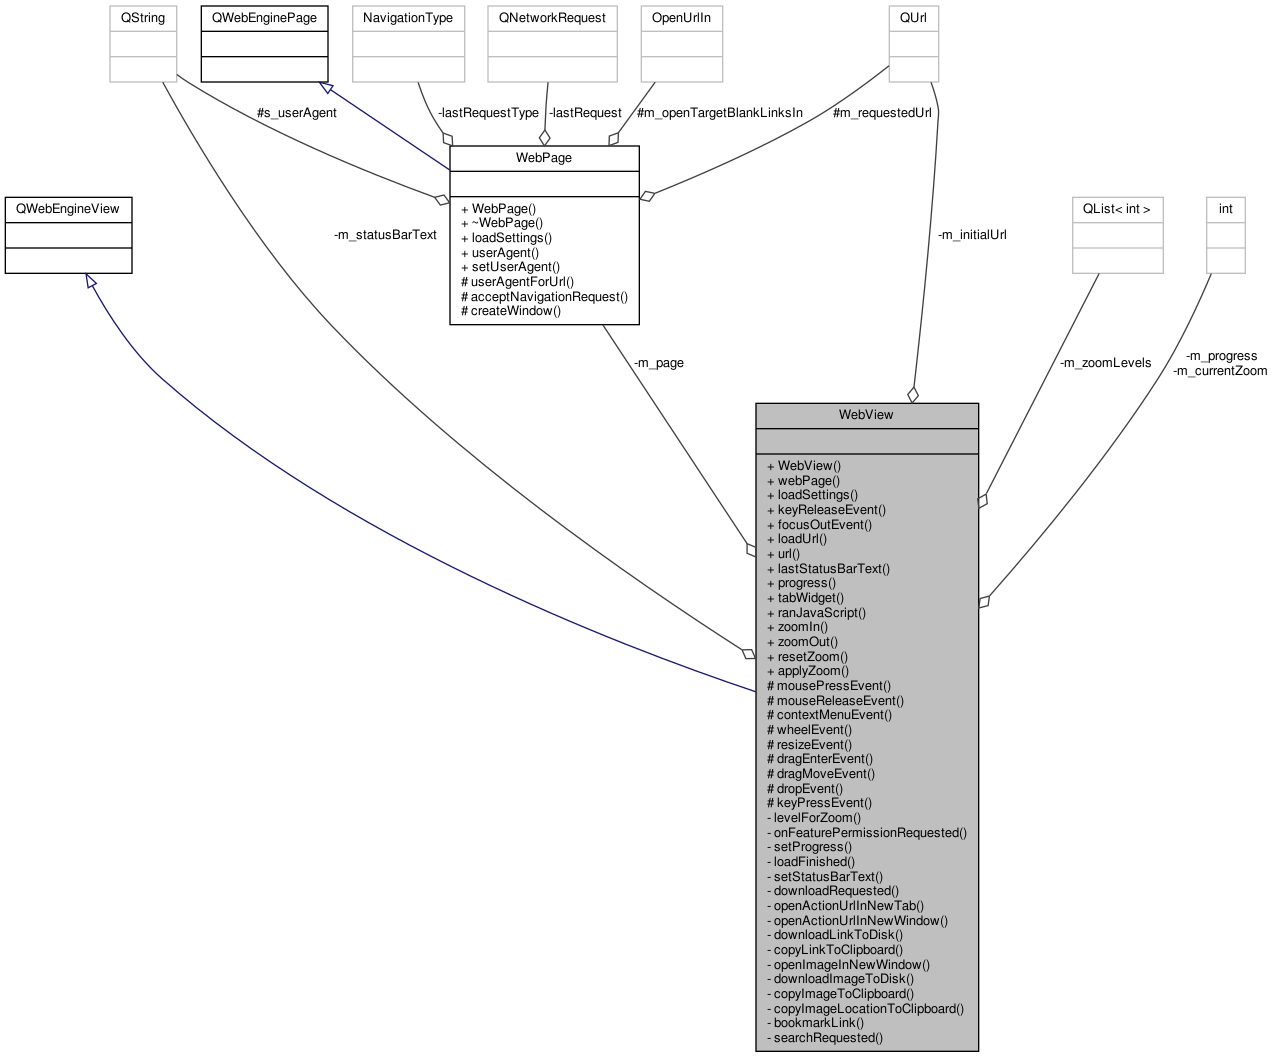 QString
QWebEnginePage
NavigationType
QNetworkRequest
OpenUrlIn
QUrl
#s_userAgent
-lastRequestType
-lastRequest
#m_openTargetBlankLinksIn
#m_requestedUrl
WebPage
+ WebPage()
+ ~WebPage()
+ loadSettings()
+ userAgent()
+ setUserAgent()
# userAgentForUrl()
# acceptNavigationRequest()
# createWindow()
QWebEngineView
-m_statusBarText
-m_initialUrl
QList< int >
int
-m_page
-m_zoomLevels
-m_progress
-m_currentZoom
WebView
+ WebView()
+ webPage()
+ loadSettings()
+ keyReleaseEvent()
+ focusOutEvent()
+ loadUrl()
+ url()
+ lastStatusBarText()
+ progress()
+ tabWidget()
+ ranJavaScript()
+ zoomIn()
+ zoomOut()
+ resetZoom()
+ applyZoom()
# mousePressEvent()
# mouseReleaseEvent()
# contextMenuEvent()
# wheelEvent()
# resizeEvent()
# dragEnterEvent()
# dragMoveEvent()
# dropEvent()
# keyPressEvent()
- levelForZoom()
- onFeaturePermissionRequested()
- setProgress()
- loadFinished()
- setStatusBarText()
- downloadRequested()
- openActionUrlInNewTab()
- openActionUrlInNewWindow()
- downloadLinkToDisk()
- copyLinkToClipboard()
- openImageInNewWindow()
- downloadImageToDisk()
- copyImageToClipboard()
- copyImageLocationToClipboard()
- bookmarkLink()
- searchRequested()